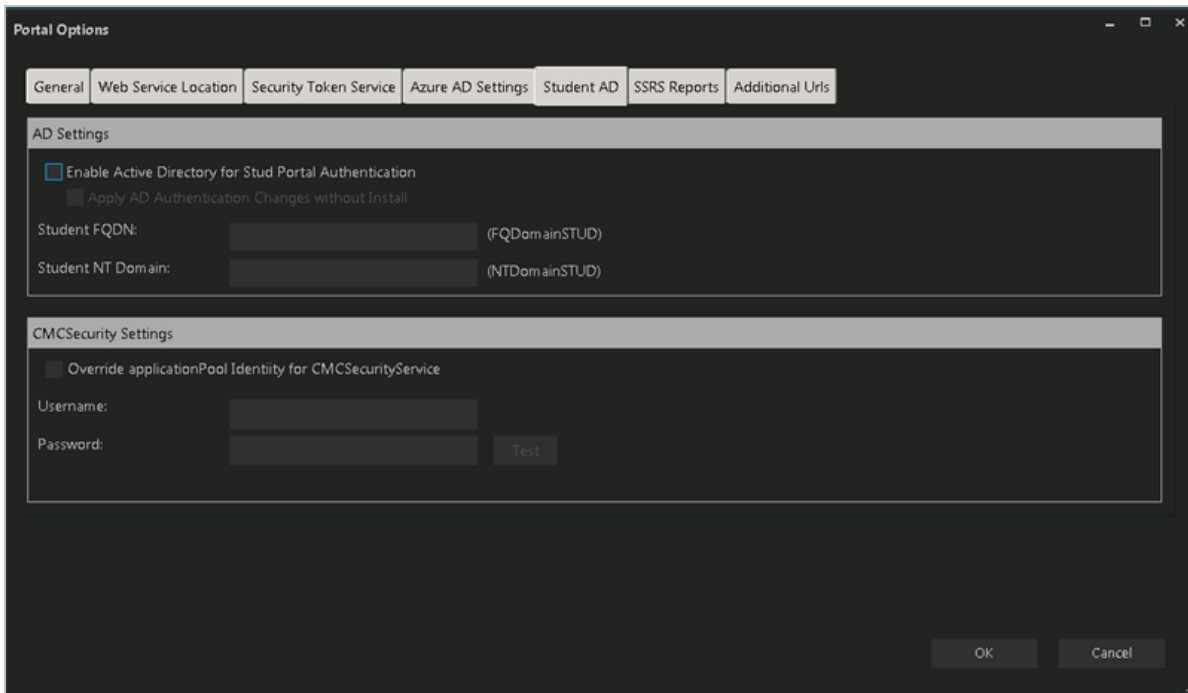 Portal Options
General Web Service Location Security Token Service Azure AD Settings Student AD SSRS Reports Additional Urls
AD Settings
Enable Active Directory for Stud Portal Authentication
Apply AD Authentication Changes without Install
Student FQDN: (FQDomainSTUD)
Student NT Domain: (NTDomainSTUD)
CMCSecurity Settings
Override applicationPool Identiity for CMCSecurityService
Username:
Password: Test
OK Cancel